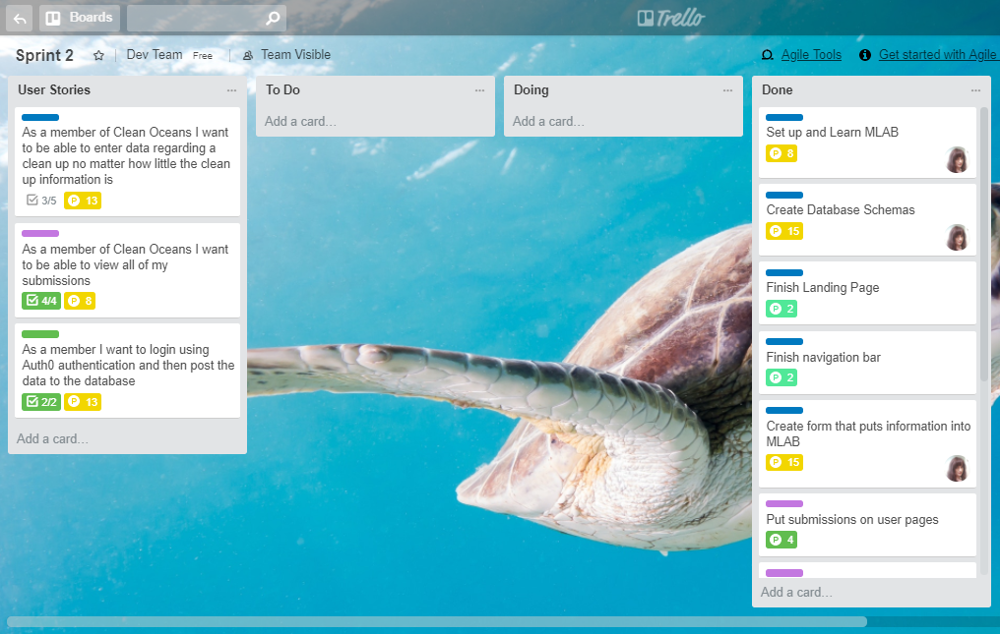 Boards
Trello
Sprint 2
Dev Team Free
Team Visible
Agile Tools
Get started with Agile
User Stories
As a member of Clean Oceans I want
to be able to enter data regarding a
clean up no matter how little the clean
up information is
3/5 P 13
As a member of Clean Oceans I want
to be able to view all of my
submissions
4/4 P 8
As a member I want to login using
Auth0 authentication and then post the
data to the database
2/2 P 13
Add a card…
To Do
Add a card…
Doing
Add a card…
Done
Set up and Learn MLAB
P 8
Create Database Schemas
P 15
Finish Landing Page
P 2
Finish navigation bar
P 2
Create form that puts information into
MLAB
P 15
Put submissions on user pages
P 4
Add a card…